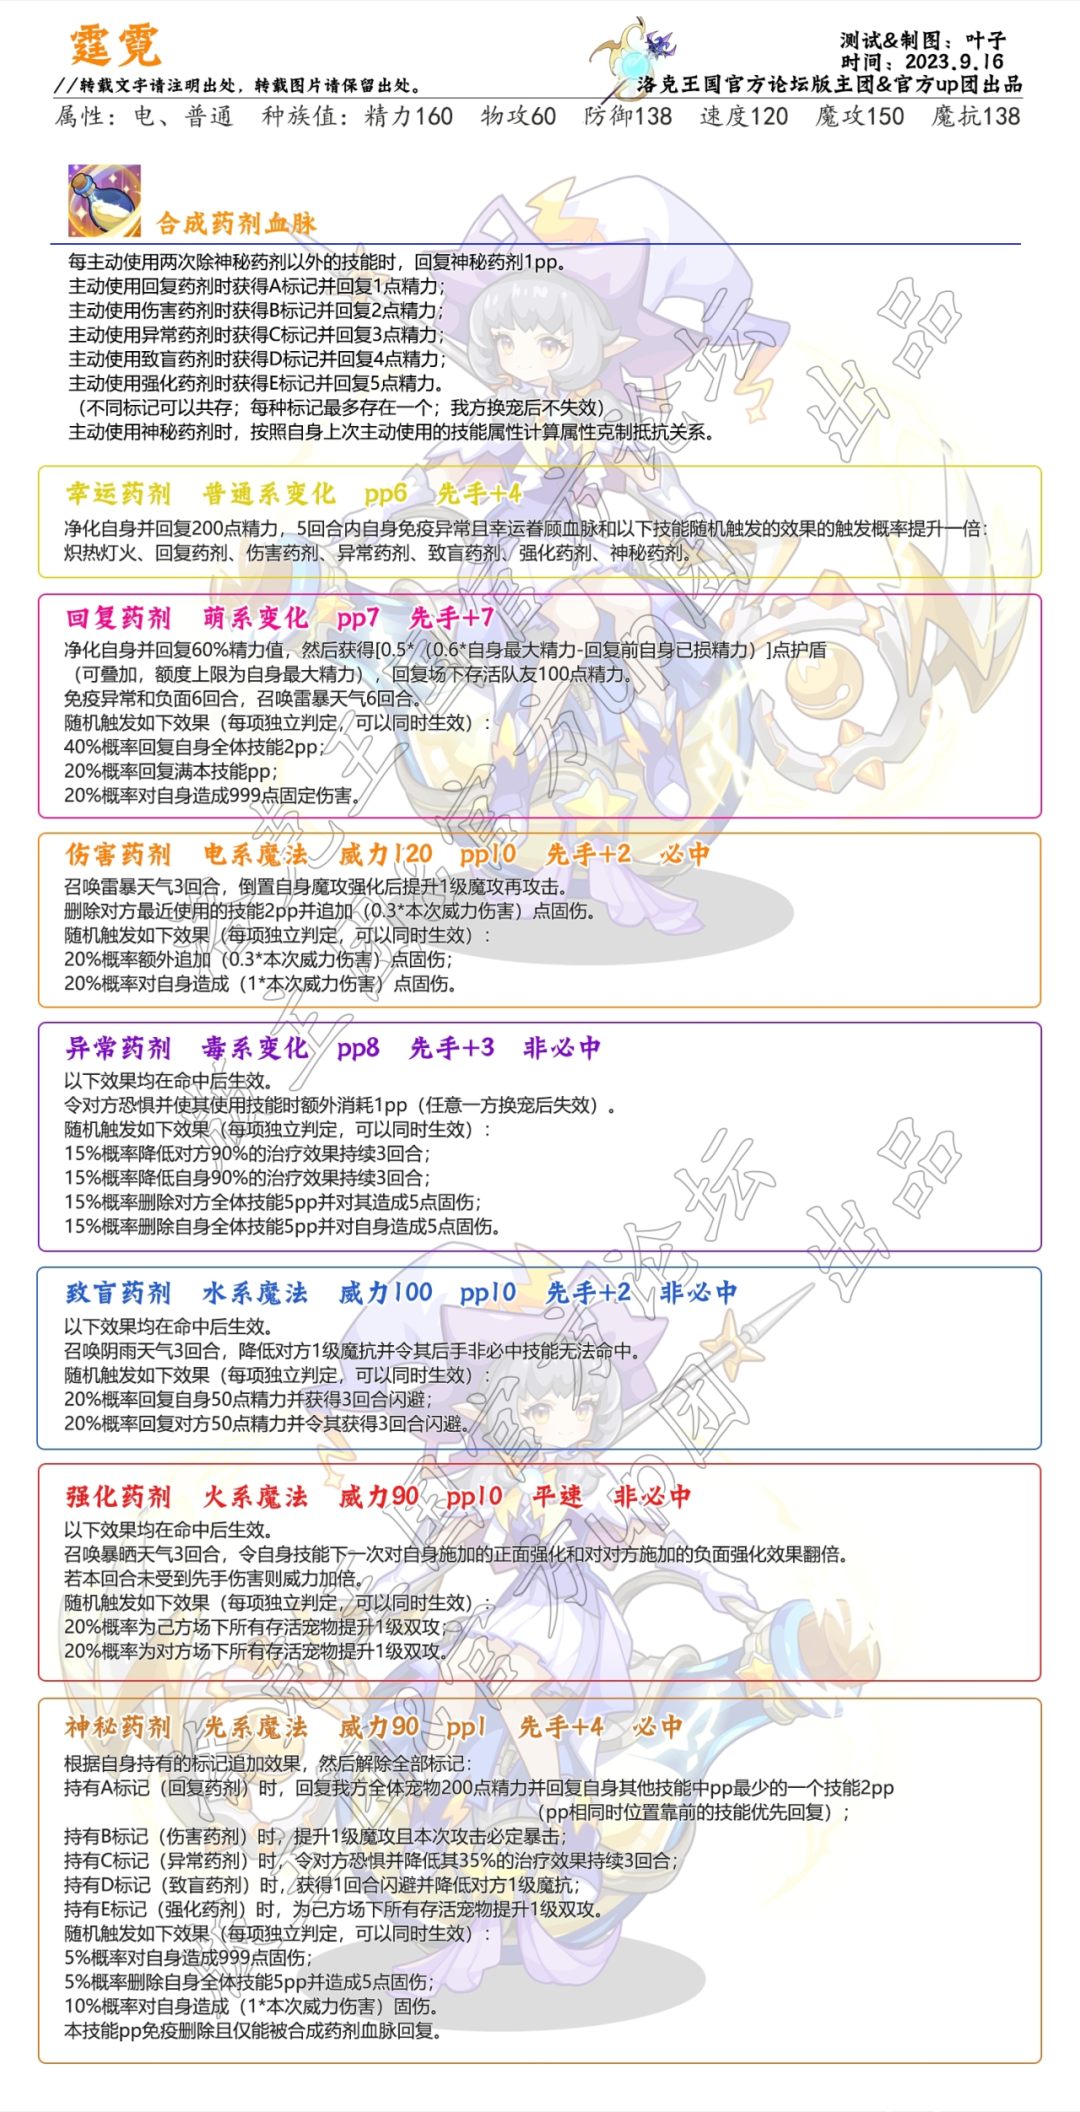 霆霓
测试&制图：叶子
时间：2023.9.16
//转载文字请注明出处，转载图片请保留出处。
洛克王国官方论坛版主团&官方up团出品
属性：电、普通 种族值：精力160 物攻60 防御138 速度120 魔攻150 魔抗138
合成药剂血脉
每主动使用两次除神秘药剂以外的技能时，回复神秘药剂1pp。
主动使用回复药剂时获得A标记并回复1点精力；
主动使用伤害药剂时获得B标记并回复2点精力；
主动使用异常药剂时获得C标记并回复3点精力；
主动使用致盲药剂时获得D标记并回复4点精力；
主动使用强化药剂时获得E标记并回复5点精力。
（不同标记可以共存；每种标记最多存在一个；我方换宠后不失效）
主动使用神秘药剂时，按照自身上次主动使用的技能属性计算属性克制抵抗关系。
幸运药剂 普通系变化 pp6 先手+4
净化自身并回复200点精力，5回合内自身免疫异常且幸运眷顾血脉和以下技能随机触发的效果的触发概率提升一倍：
炽热灯火、回复药剂、伤害药剂、异常药剂、致盲药剂、强化药剂、神秘药剂。
回复药剂 萌系变化 pp7 先手+7
净化自身并回复60%精力值，然后获得[0.5*（0.6*自身最大精力-回复前自身已损精力）]点护盾
（可叠加，额度上限为自身最大精力），回复场下存活队友100点精力。
免疫异常和负面6回合，召唤雷暴天气6回合。
随机触发如下效果（每项独立判定，可以同时生效）：
40%概率回复自身全体技能2pp；
20%概率回复满本技能pp；
20%概率对自身造成999点固定伤害。
伤害药剂 电系魔法 威力120 pp10 先手+2 必中
召唤雷暴天气3回合，倒置自身魔攻强化后提升1级魔攻再攻击。
删除对方最近使用的技能2pp并追加（0.3*本次威力伤害）点固伤。
随机触发如下效果（每项独立判定，可以同时生效）：
20%概率额外追加（0.3*本次威力伤害）点固伤；
20%概率对自身造成（1*本次威力伤害）点固伤。
异常药剂 毒系变化 pp8 先手+3 非必中
以下效果均在命中后生效。
令对方恐惧并使其使用技能时额外消耗1pp（任意一方换宠后失效）。
随机触发如下效果（每项独立判定，可以同时生效）：
15%概率降低对方90%的治疗效果持续3回合；
15%概率降低自身90%的治疗效果持续3回合；
15%概率删除对方全体技能5pp并对其造成5点固伤；
15%概率删除自身全体技能5pp并对自身造成5点固伤。
致盲药剂 水系魔法 威力100 pp10 先手+2 非必中
以下效果均在命中后生效。
召唤阴雨天气3回合，降低对方1级魔抗并令其后手非必中技能无法命中。
随机触发如下效果（每项独立判定，可以同时生效）：
20%概率回复自身50点精力并获得3回合闪避；
20%概率回复对方50点精力并令其获得3回合闪避。
强化药剂 火系魔法 威力90 pp10 平速 非必中
以下效果均在命中后生效。
召唤暴晒天气3回合，令自身技能下一次对自身施加的正面强化和对对方施加的负面强化效果翻倍。
若本回合未受到先手伤害则威力加倍。
随机触发如下效果（每项独立判定，可以同时生效）：
20%概率为己方场下所有存活宠物提升1级双攻；
20%概率为对方场下所有存活宠物提升1级双攻。
神秘药剂 光系魔法 威力90 pp1 先手+4 必中
根据自身持有的标记追加效果，然后解除全部标记：
持有A标记（回复药剂）时，回复我方全体宠物200点精力并回复自身其他技能中pp最少的一个技能2pp
（pp相同时位置靠前的技能优先回复）；
持有B标记（伤害药剂）时，提升1级魔攻且本次攻击必定暴击；
持有C标记（异常药剂）时，令对方恐惧并降低其35%的治疗效果持续3回合；
持有D标记（致盲药剂）时，获得1回合闪避并降低对方1级魔抗；
持有E标记（强化药剂）时，为己方场下所有存活宠物提升1级双攻。
随机触发如下效果（每项独立判定，可以同时生效）：
5%概率对自身造成999点固伤；
5%概率删除自身全体技能5pp并造成5点固伤；
10%概率对自身造成（1*本次威力伤害）固伤。
本技能pp免疫删除且仅能被合成药剂血脉回复。